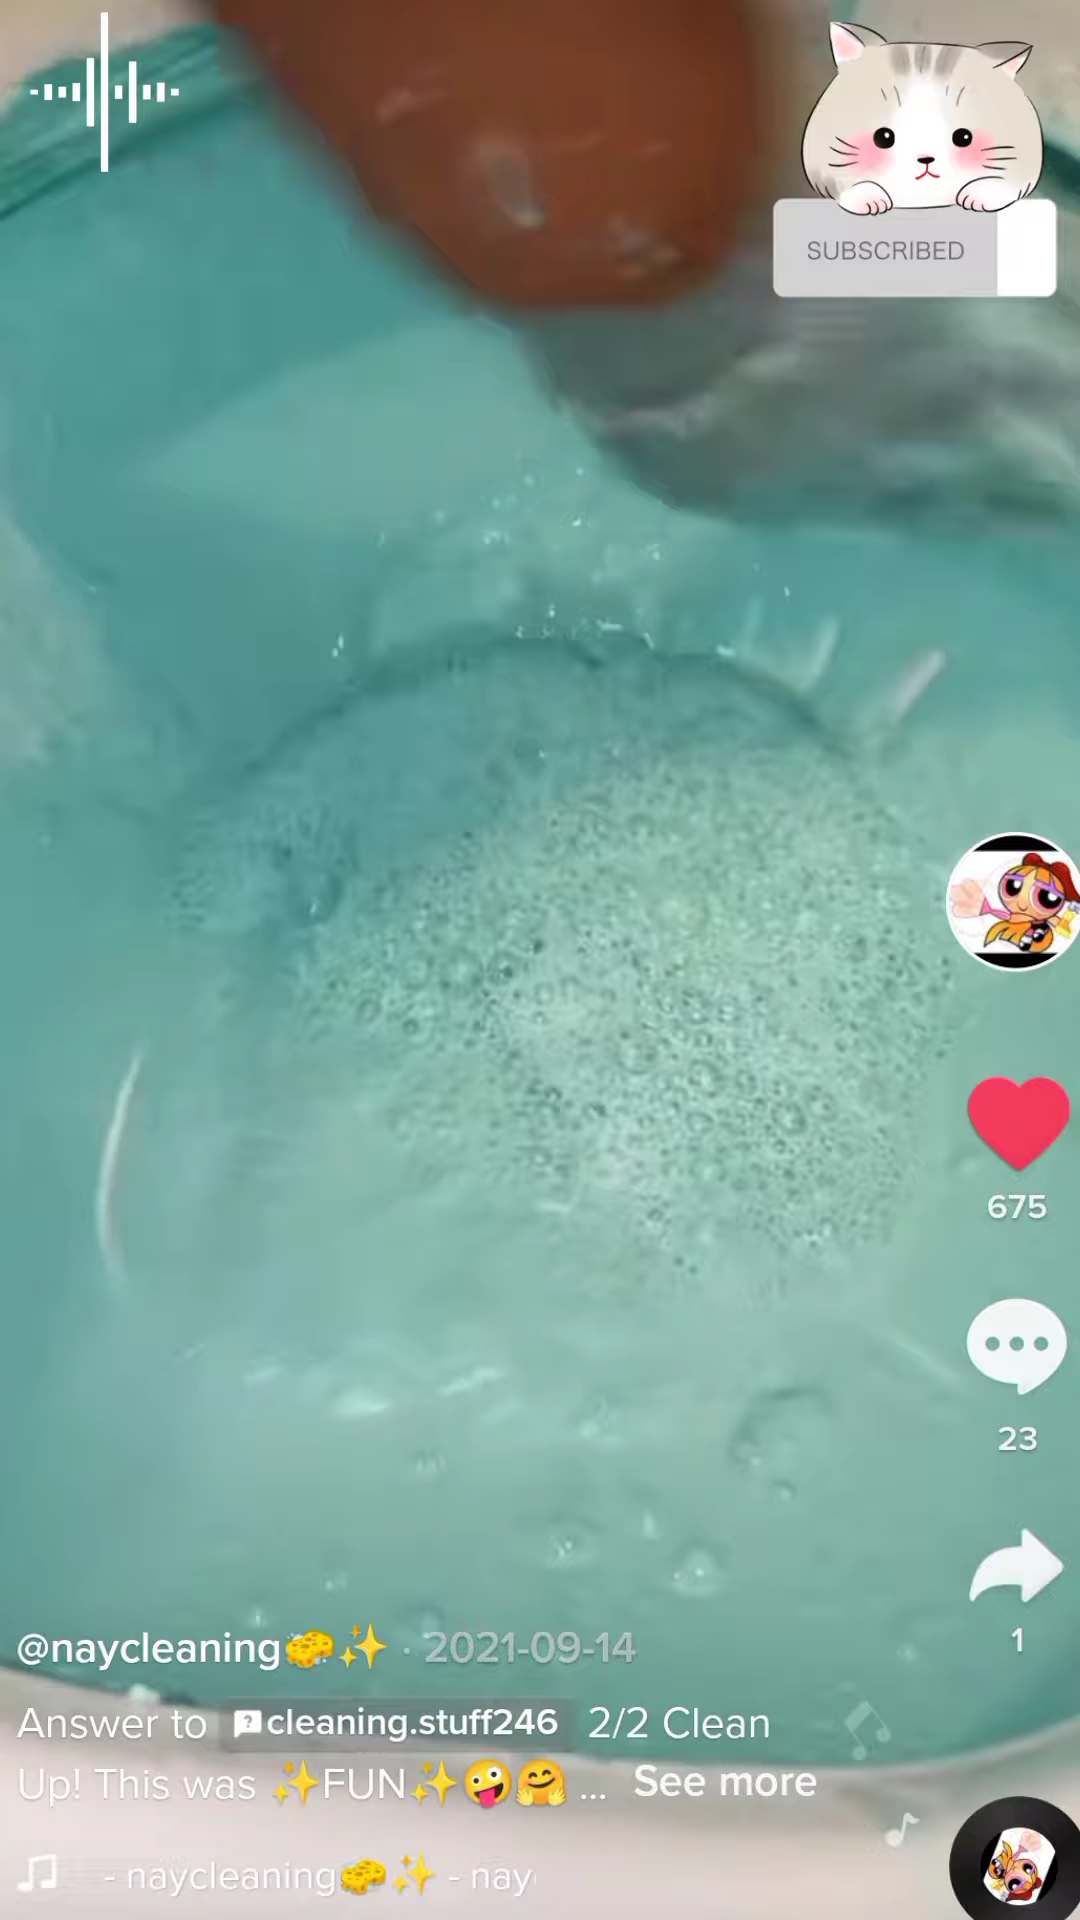 SUBSCRIBED
675
23
1
@naycleaning🧽✨ · 2021-09-14
Answer to cleaning.stuff246 2/2 Clean
Up! This was ✨FUN✨🤪🤗 ... See more
- naycleaning🧽✨ - nay